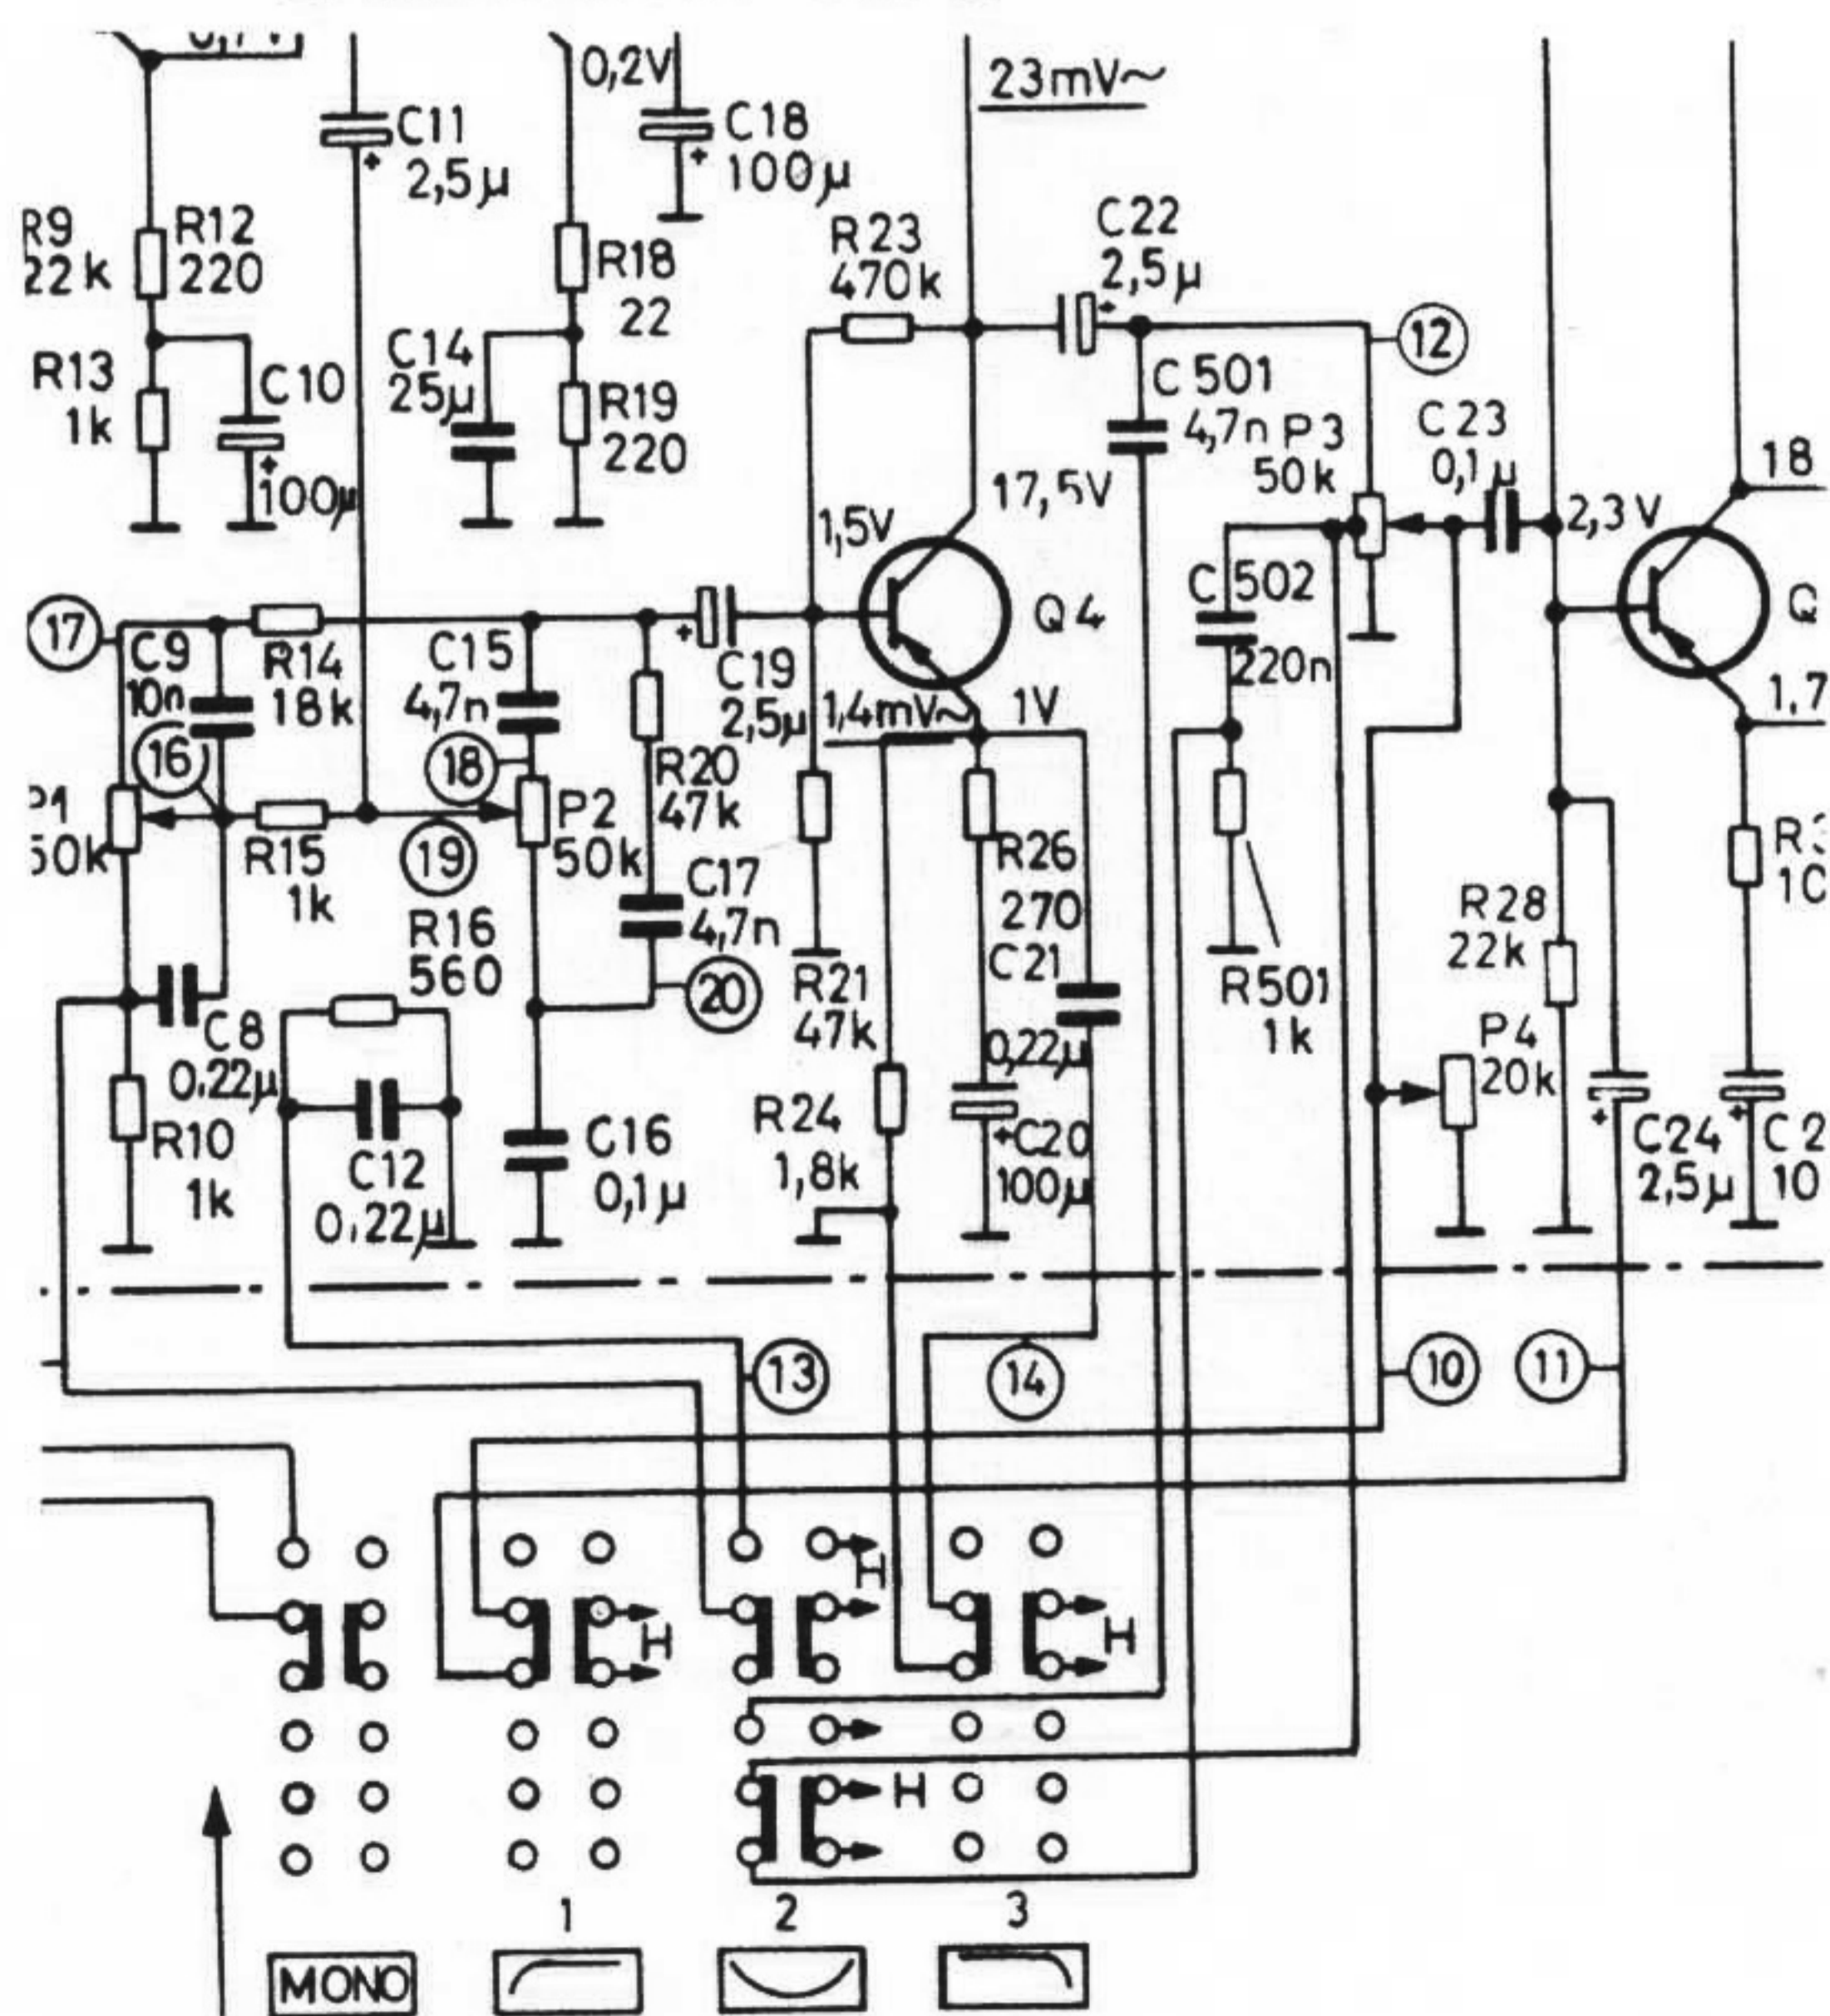 0,2V
23mV~
C11
2,5µ
C18
100µ
R9
22k
R12
220
R18
22
R23
470k
C22
2,5µ
12
R13
1k
C10
100µ
C14
25µ
R19
220
C501
4,7n
P3
50k
C23
0,1µ
18
1,5V
17,5V
2,3V
C502
220n
Q4
Q
17
C9
10n
R14
18k
C15
4,7n
C19
2,5µ
1,4mV~
1V
1,7
16
18
R20
47k
P1
50k
R15
1k
19
P2
50k
C17
4,7n
R26
270
R16
560
20
R21
47k
C21
0,22µ
R501
1k
R28
22k
10
C8
0,22µ
P4
20k
R10
1k
C12
0,22µ
C16
0,1µ
R24
1,8k
C20
100µ
C24
2,5µ
C2
10
13
14
10
11
H
H
H
H
1
2
3
MONO